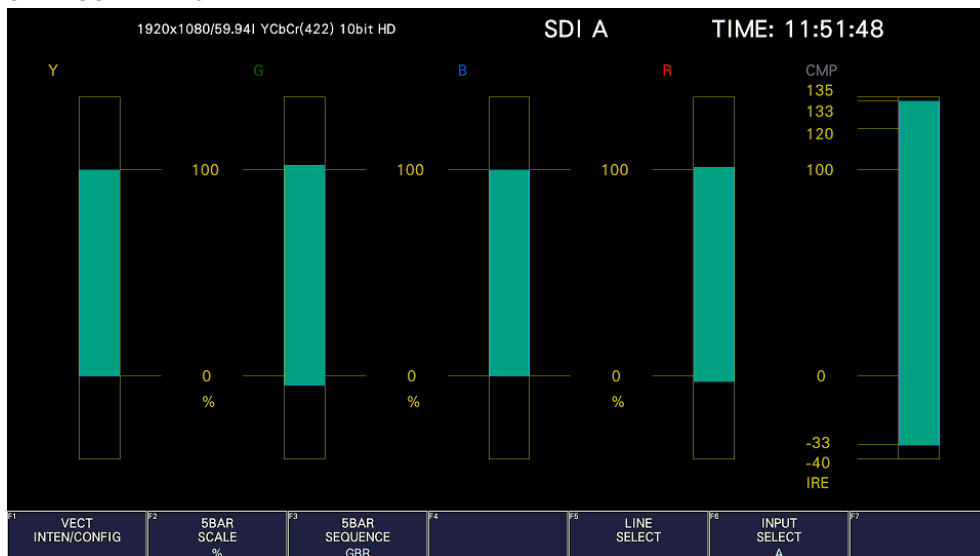 1920x1080/59.94I YCbCr(422) 10bit HD SDI A TIME: 11:51:48
Y G B R CMP
135
133
120
100 100 100 100
0 0 0 0
% % %
-33
-40
IRE
F1 F2 F3 F4 F5 F6 F7
VECT 5BAR 5BAR LINE INPUT
INTEN/CONFIG SCALE SEQUENCE SELECT SELECT
% GBR A